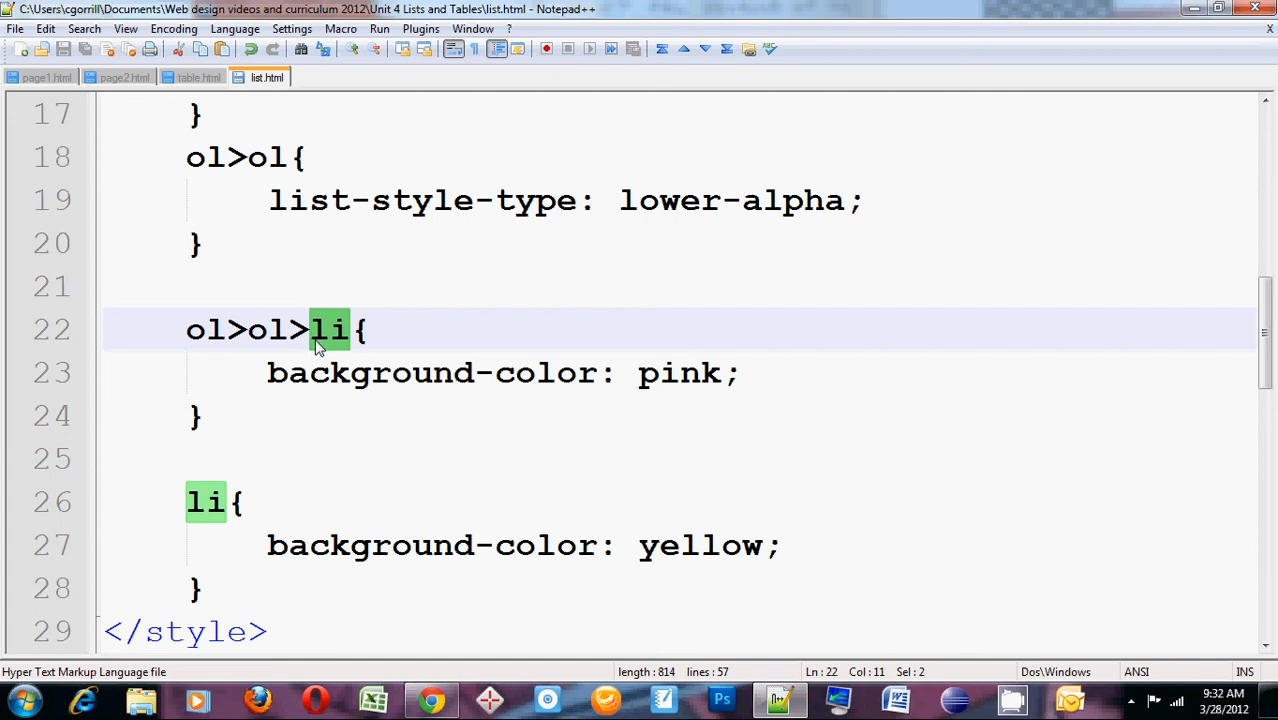 C:\Users\cgorrill\Documents\Web design videos and curriculum 2012\Unit 4 Lists and Tables\list.html - Notepad++
File Edit Search View Encoding Language Settings Macro Run Plugins Window ? X
page1.html page2.html table.html list.html
17 }
18 ol>ol{
19 list-style-type: lower-alpha;
20 }
21
22 ol>ol>li{
23 background-color: pink;
24 }
25
26 li{
27 background-color: yellow;
28 }
29 </style>
Hyper Text Markup Language file length : 814 lines : 57 Ln : 22 Col : 11 Sel : 2 Dos\Windows ANSI INS
9:32 AM
3/28/2012